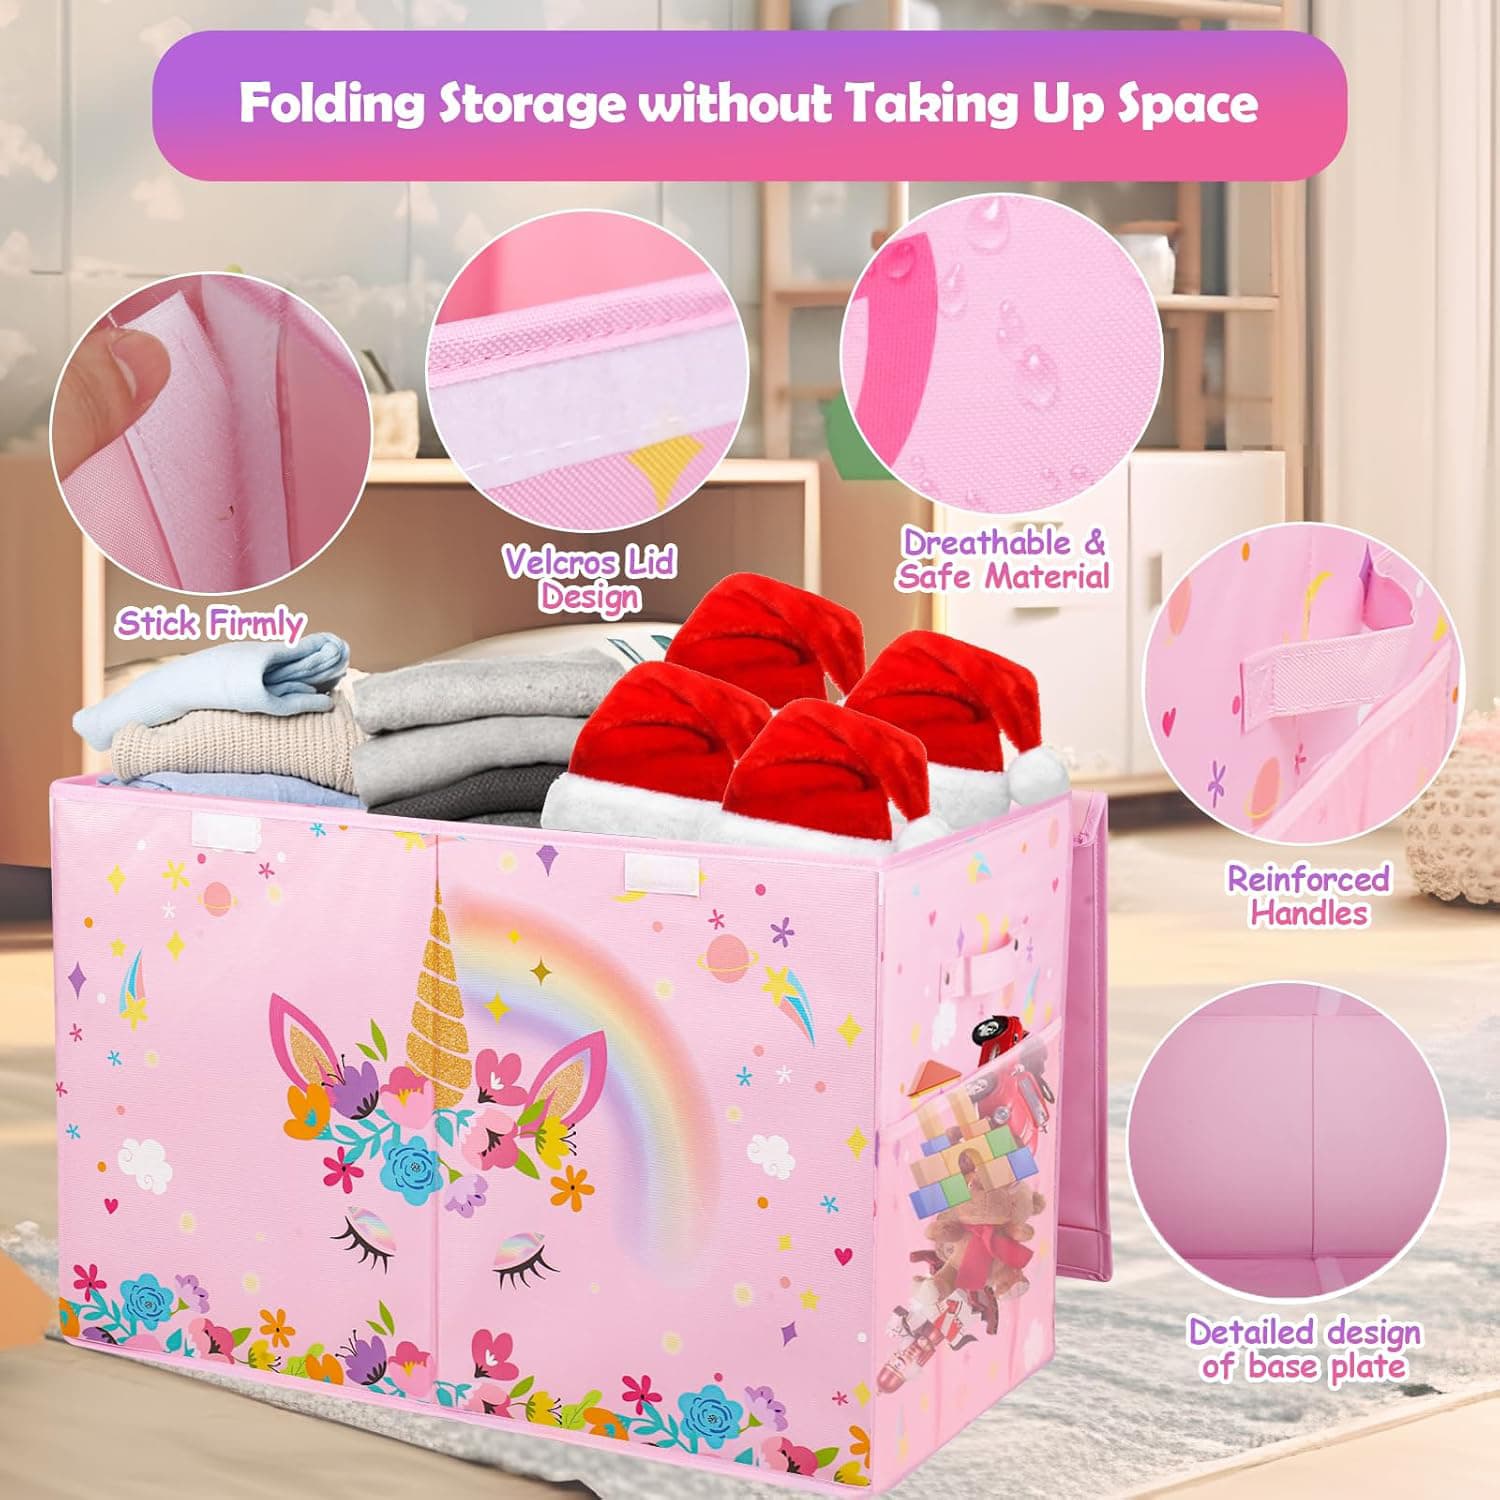 Folding Storage without Taking Up Space
Stick Firmly
Velcros Lid
Design
Dreathable &
Safe Material
Reinforced
Handles
Detailed design
of base plate